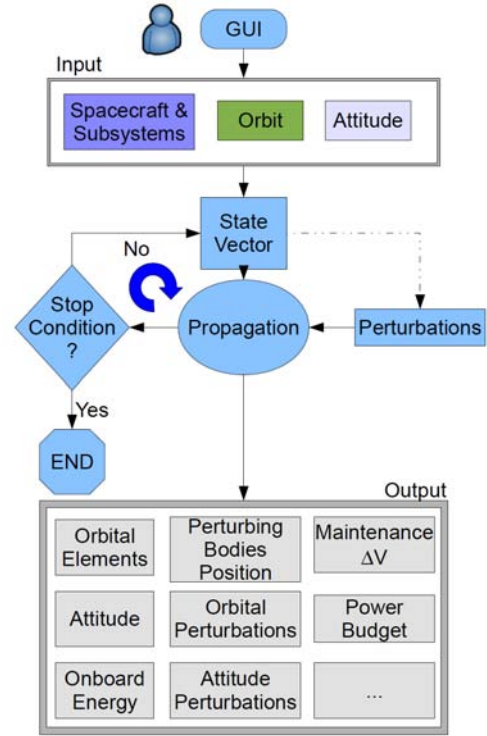 GUI
Input
Spacecraft &
Subsystems
Orbit
Attitude
State
Vector
No
Stop
Condition
?
Propagation
Perturbations
Yes
END
Output
Orbital
Elements
Perturbing
Bodies
Position
Maintenance
ΔV
Attitude
Orbital
Perturbations
Power
Budget
Onboard
Energy
Attitude
Perturbations
...